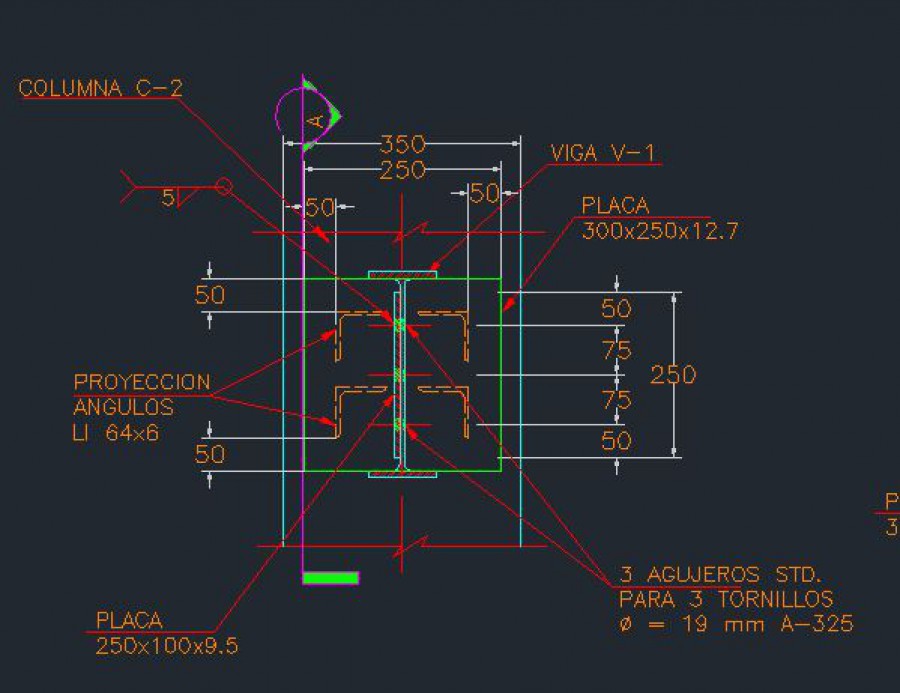 COLUMNA C-2
A
350
250
VIGA V-1
50
50
5
PLACA
300x250x12.7
50
50
75
250
75
PROYECCION
ANGULOS
LI 64x6
50
50
P
3
3 AGUJEROS STD.
PARA 3 TORNILLOS
ø = 19 mm A-325
PLACA
250x100x9.5